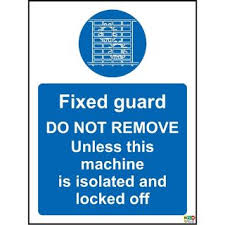 Fixed guard
DO NOT REMOVE
Unless this
machine
is isolated and
locked off